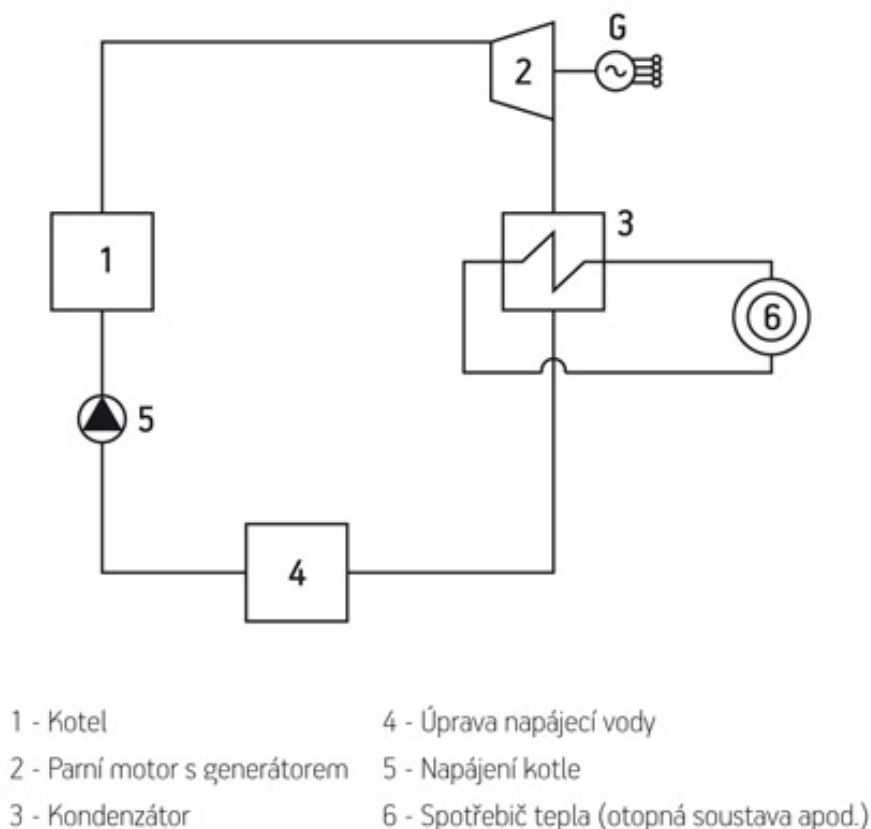 G
2
3
1
6
5
4
1 - Kotel
2 - Parní motor s generátorem
3 - Kondenzátor
4 - Úprava napájecí vody
5 - Napájení kotle
6 - Spotřebič tepla (otopná soustava apod.)